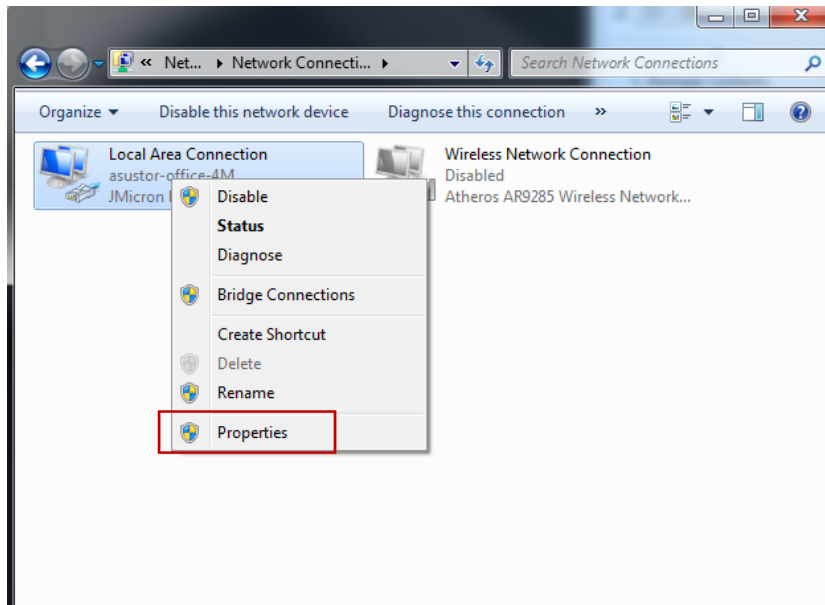 « Net... Network Connecti...
Search Network Connections
Organize Disable this network device Diagnose this connection »
Local Area Connection
asustor-office-4M
JMicron
Wireless Network Connection
Disabled
Atheros AR9285 Wireless Network...
Disable
Status
Diagnose
Bridge Connections
Create Shortcut
Delete
Rename
Properties